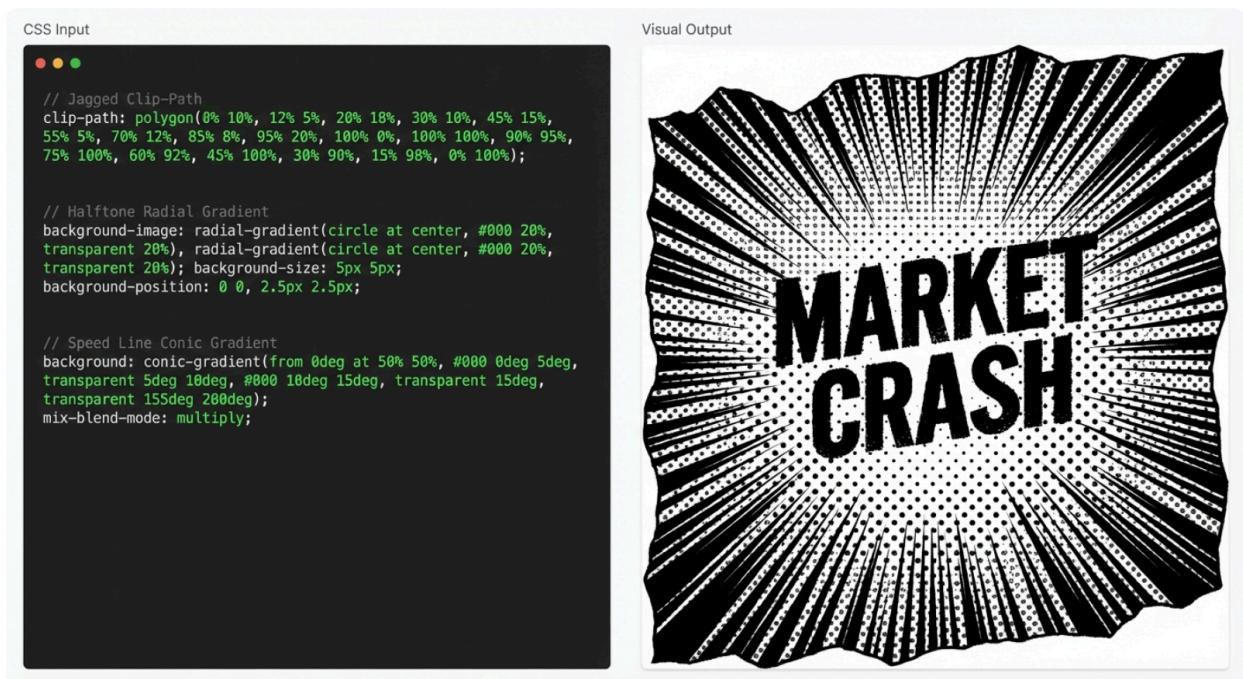 CSS Input
// Jagged Clip-Path
clip-path: polygon(0% 10%, 12% 5%, 20% 18%, 30% 10%, 45% 15%,
55% 5%, 70% 12%, 85% 8%, 95% 20%, 100% 0%, 100% 100%, 90% 95%,
75% 100%, 60% 92%, 45% 100%, 30% 90%, 15% 98%, 0% 100%);
// Halftone Radial Gradient
background-image: radial-gradient(circle at center, #000 20%,
transparent 20%), radial-gradient(circle at center, #000 20%,
transparent 20%); background-size: 5px 5px;
background-position: 0 0, 2.5px 2.5px;
// Speed Line Conic Gradient
background: conic-gradient(from 0deg at 50% 50%, #000 0deg 5deg,
transparent 5deg 10deg, #000 10deg 15deg, transparent 15deg,
transparent 155deg 200deg);
mix-blend-mode: multiply;
Visual Output
MARKET
CRASH